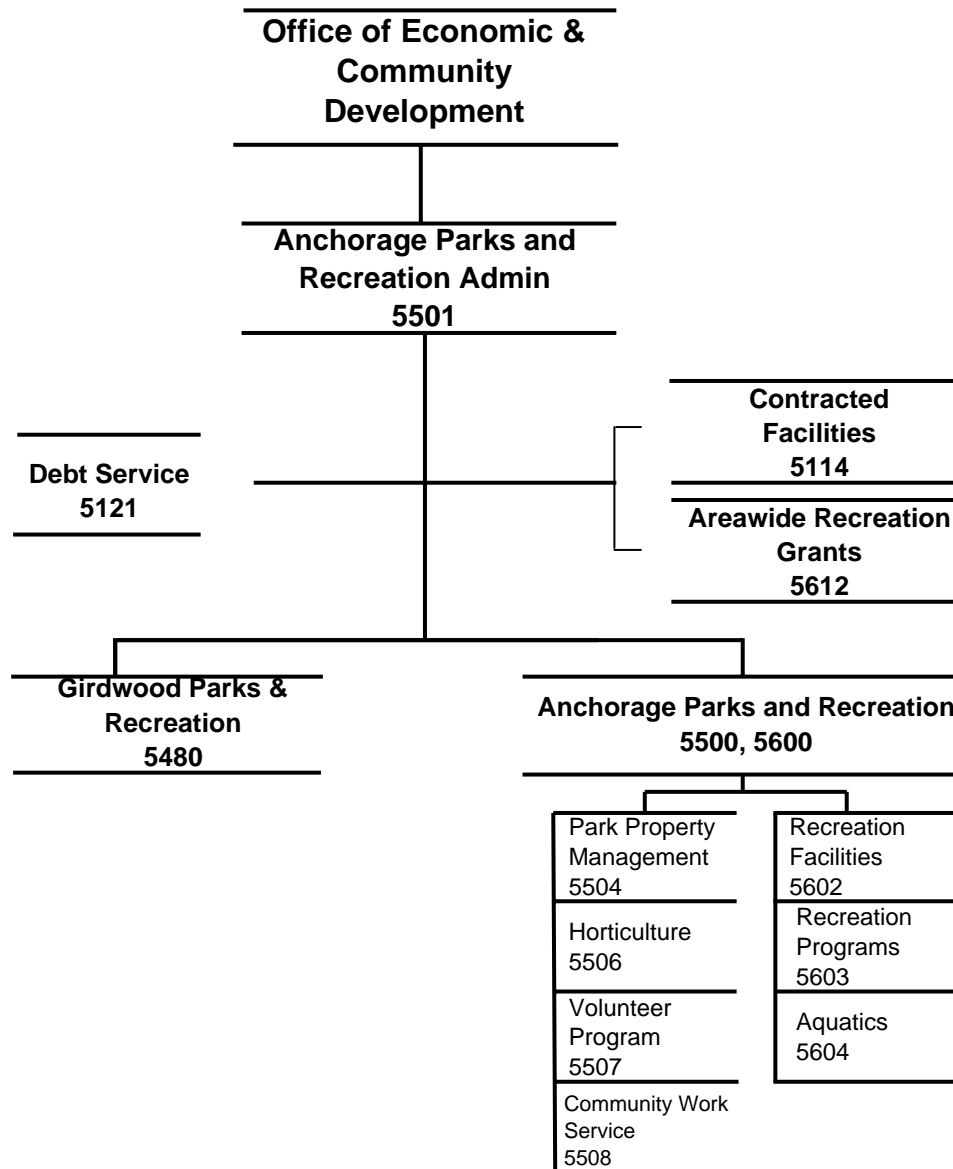 Office of Economic &
Community
Development
Anchorage Parks and
Recreation Admin
5501
Contracted
Facilities
5114
Debt Service
5121
Areawide Recreation
Grants
5612
Girdwood Parks &
Recreation
5480
Anchorage Parks and Recreation
5500, 5600
Park Property
Management
5504
Horticulture
5506
Volunteer
Program
5507
Community Work
Service
5508
Recreation
Facilities
5602
Recreation
Programs
5603
Aquatics
5604